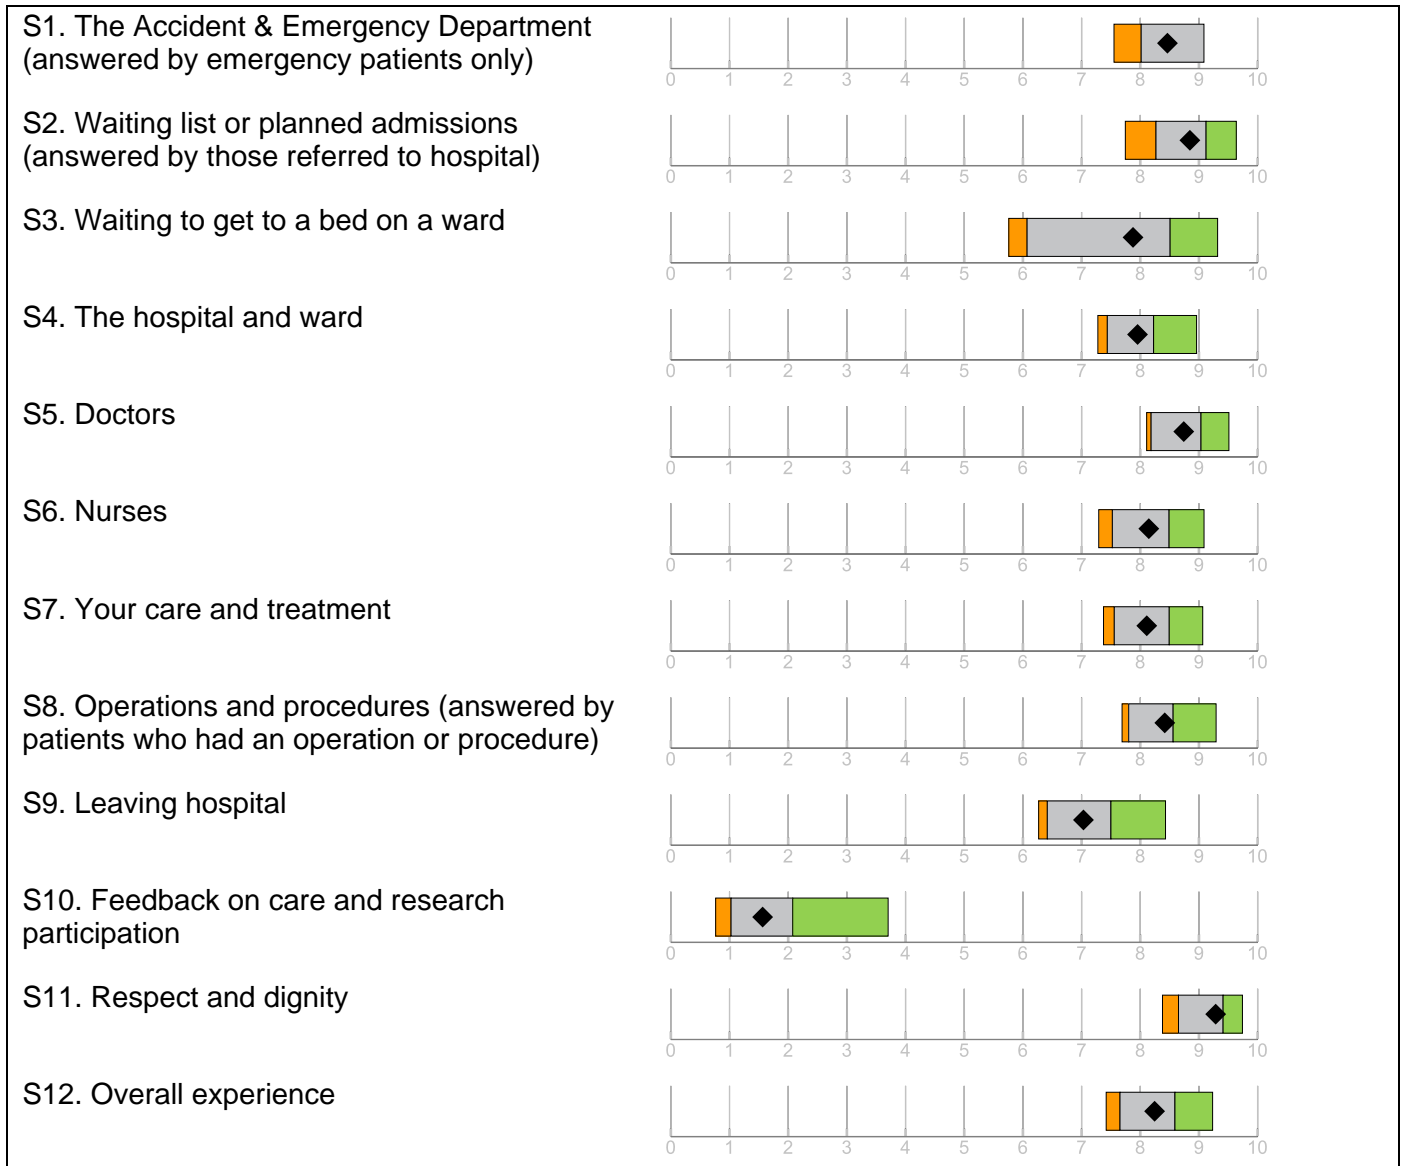 S1. The Accident & Emergency Department
(answered by emergency patients only)
0 1 2 3 4 5 6 7 8 9 10
S2. Waiting list or planned admissions
(answered by those referred to hospital)
0 1 2 3 4 5 6 7 8 9 10
S3. Waiting to get to a bed on a ward
0 1 2 3 4 5 6 7 8 9 10
S4. The hospital and ward
0 1 2 3 4 5 6 7 8 9 10
S5. Doctors
0 1 2 3 4 5 6 7 8 9 10
S6. Nurses
0 1 2 3 4 5 6 7 8 9 10
S7. Your care and treatment
0 1 2 3 4 5 6 7 8 9 10
S8. Operations and procedures (answered by
patients who had an operation or procedure)
0 1 2 3 4 5 6 7 8 9 10
S9. Leaving hospital
0 1 2 3 4 5 6 7 8 9 10
S10. Feedback on care and research
participation
0 1 2 3 4 5 6 7 8 9 10
S11. Respect and dignity
0 1 2 3 4 5 6 7 8 9 10
S12. Overall experience
0 1 2 3 4 5 6 7 8 9 10